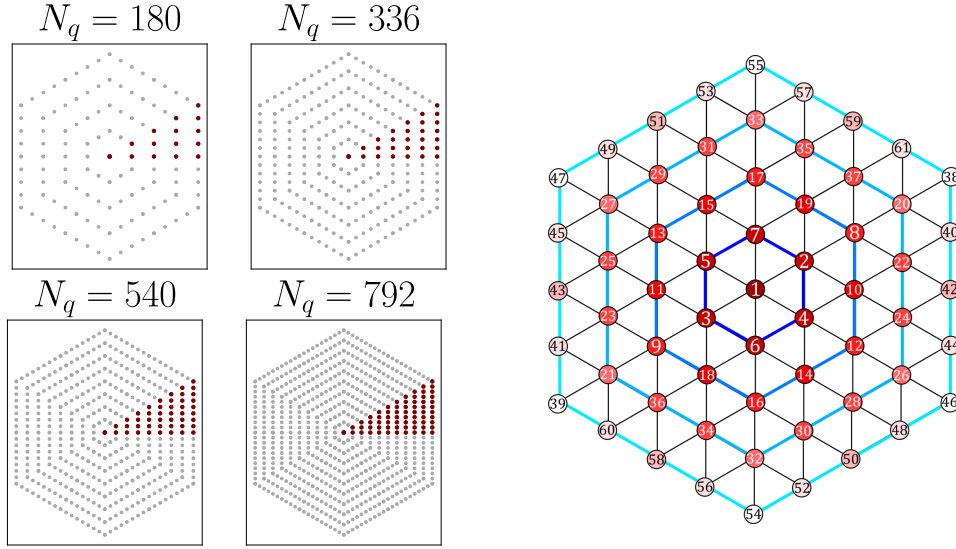 N_q = 180
N_q = 336
N_q = 540
N_q = 792
55
53 57
51 33 59
49 31 35 61
47 29 17 37 38
27 15 19 20
45 13 7 8 40
25 5 2 22
43 11 1 10 42
23 3 4 24
41 9 6 12 44
21 18 14 26
39 36 16 28 46
60 34 30 48
58 32 50
56 52
54